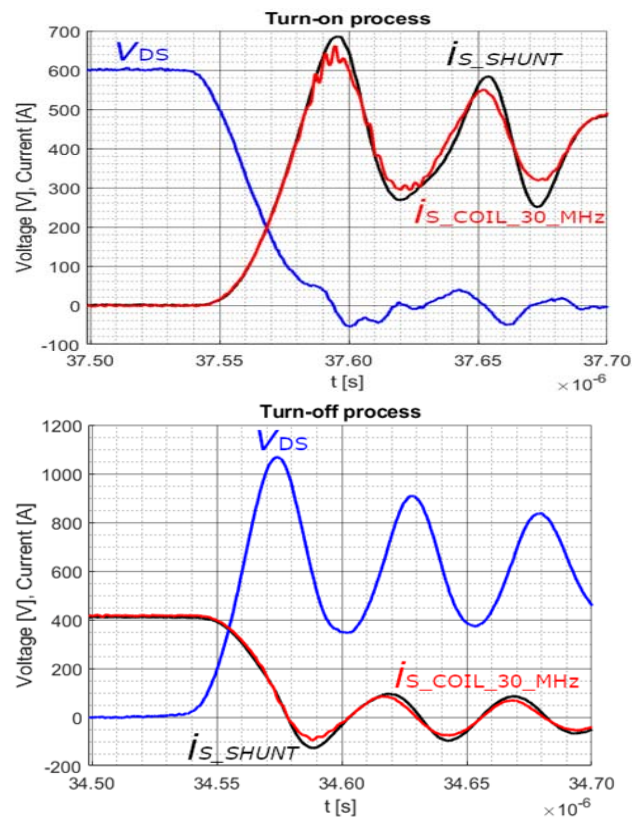 Turn-on process
700
600
500
400
300
200
100
0
-100
Voltage [V], Current [A]
VDS
iS_SHUNT
iS_COIL_30_MHz
37.50 37.55 37.60 37.65 37.70
t [s]
×10-6
Turn-off process
1200
1000
800
600
400
200
0
-200
Voltage [V], Current [A]
VDS
iS_COIL_30_MHz
iS_SHUNT
34.50 34.55 34.60 34.65 34.70
t [s]
×10-6